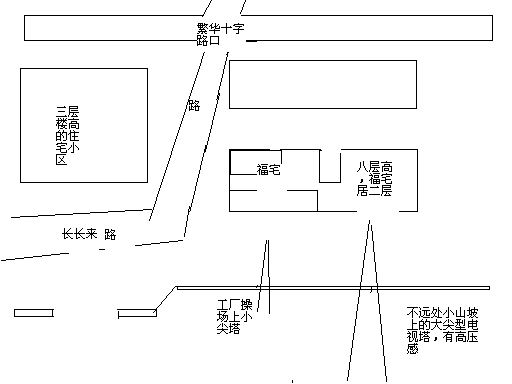 繁华十字
路口
路
三层
楼高
的住
宅小
区
福宅
八层高
，福宅
居二层
长长来 路
工厂操
场上小
尖塔
不远处小山坡
上的大尖型电
视塔，有高压
感